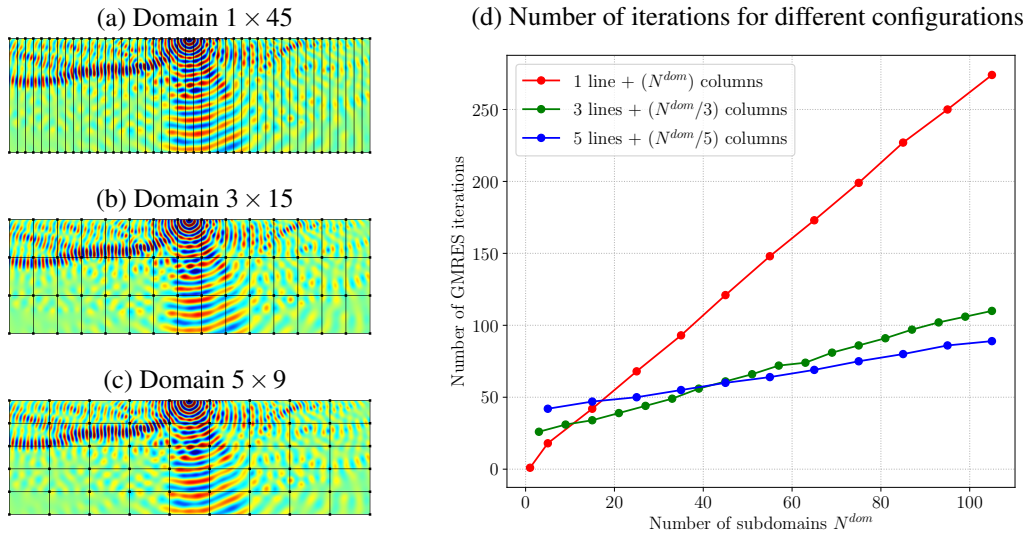 (a) Domain 1 × 45
(b) Domain 3 × 15
(c) Domain 5 × 9
(d) Number of iterations for different configurations
1 line + (N^{dom}) columns
3 lines + (N^{dom}/3) columns
5 lines + (N^{dom}/5) columns
Number of GMRES iterations
250
200
150
100
50
0
0 20 40 60 80 100
Number of subdomains N^{dom}